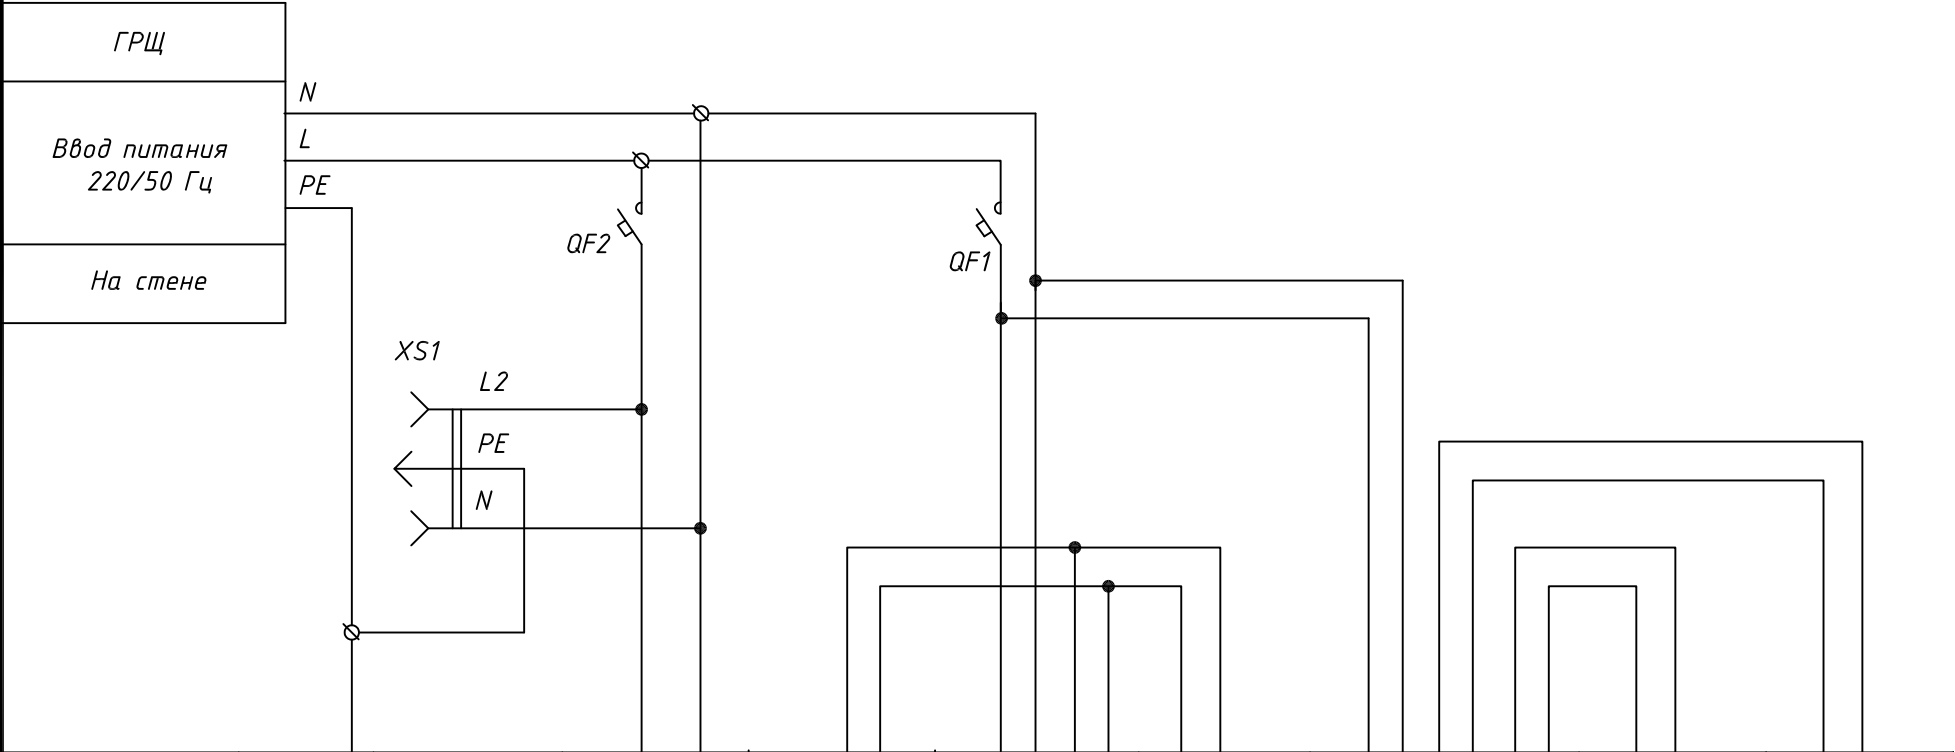 ГРЩ
N
L
Ввод питания
220/50 Гц
PE
QF2
QF1
На стене
XS1
L2
PE
N